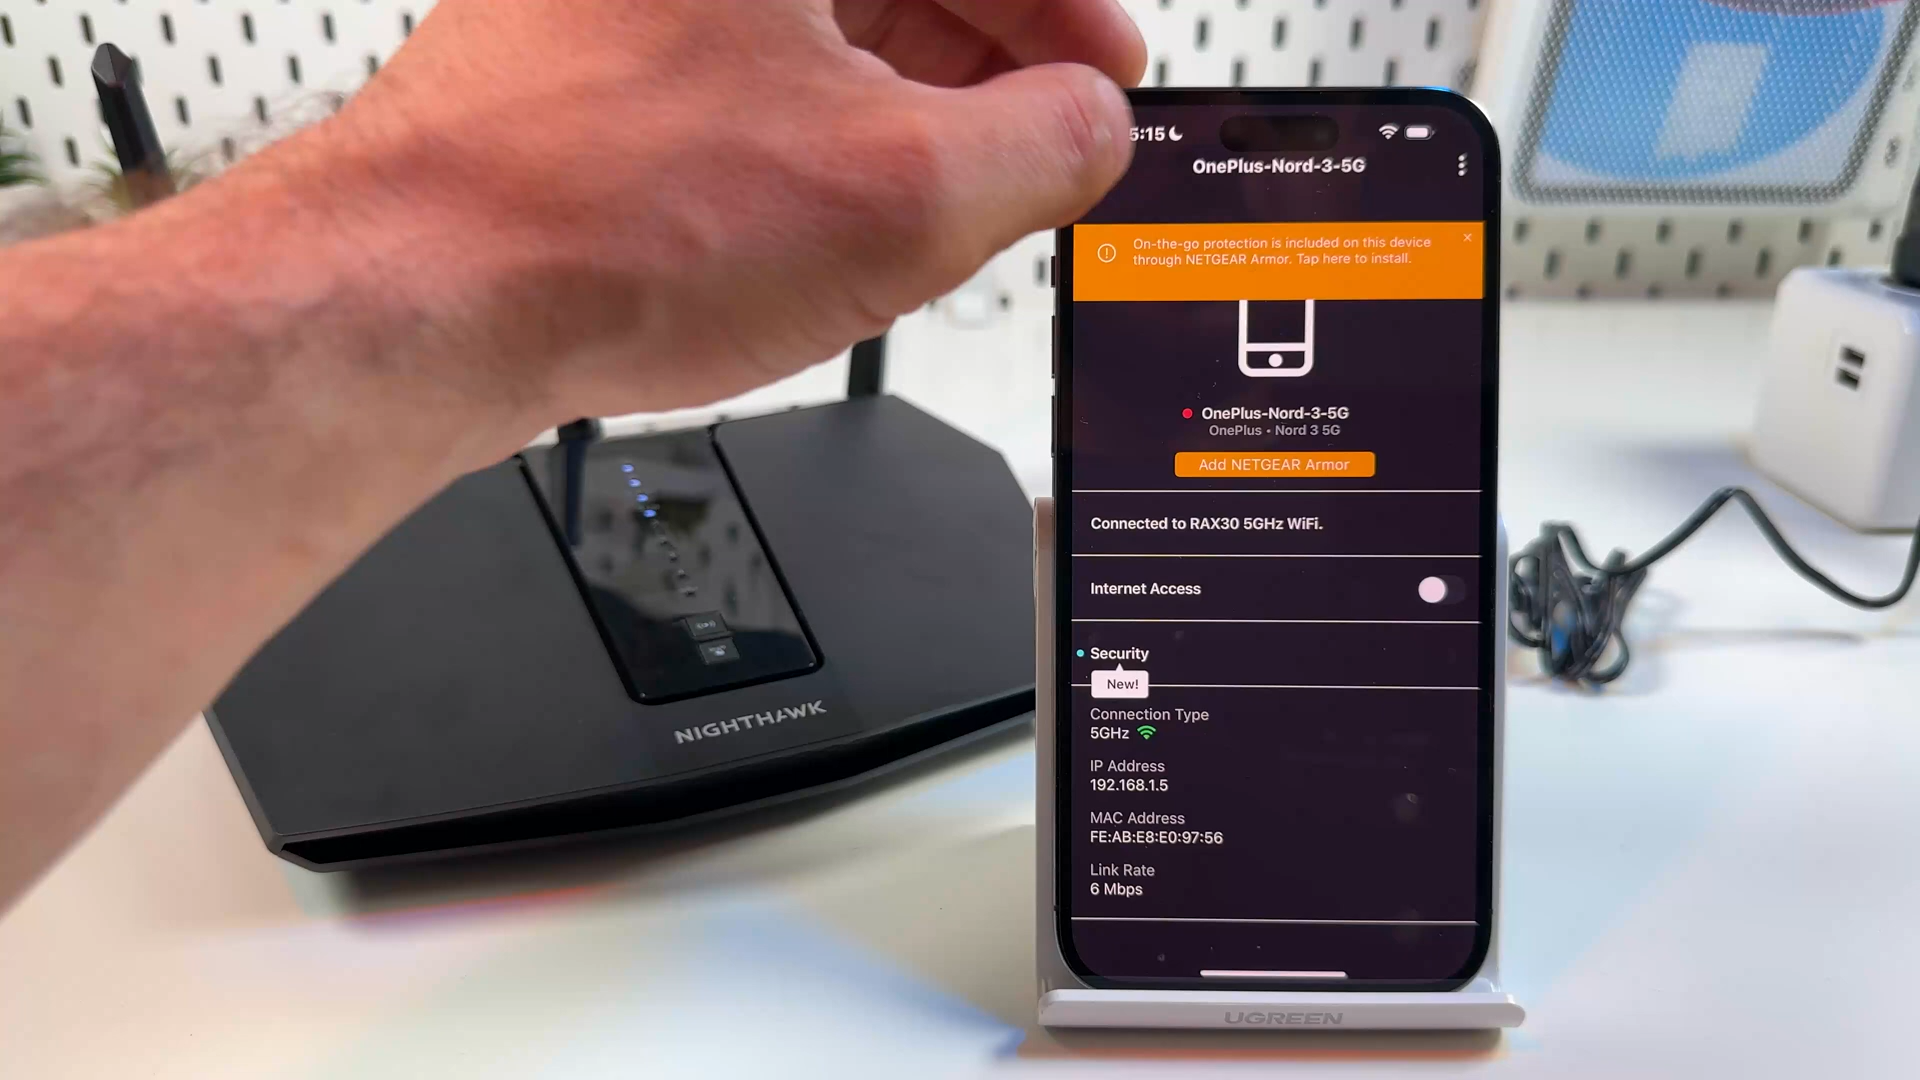 5:15
OnePlus-Nord-3-5G
On-the-go protection is included on this device
through NETGEAR Armor. Tap here to install.
OnePlus-Nord-3-5G
OnePlus • Nord 3 5G
Add NETGEAR Armor
Connected to RAX30 5GHz WiFi.
Internet Access
Security
New!
Connection Type
5GHz
IP Address
192.168.1.5
MAC Address
FE:AB:E8:E0:97:56
Link Rate
6 Mbps
NIGHTHAWK
UGREEN